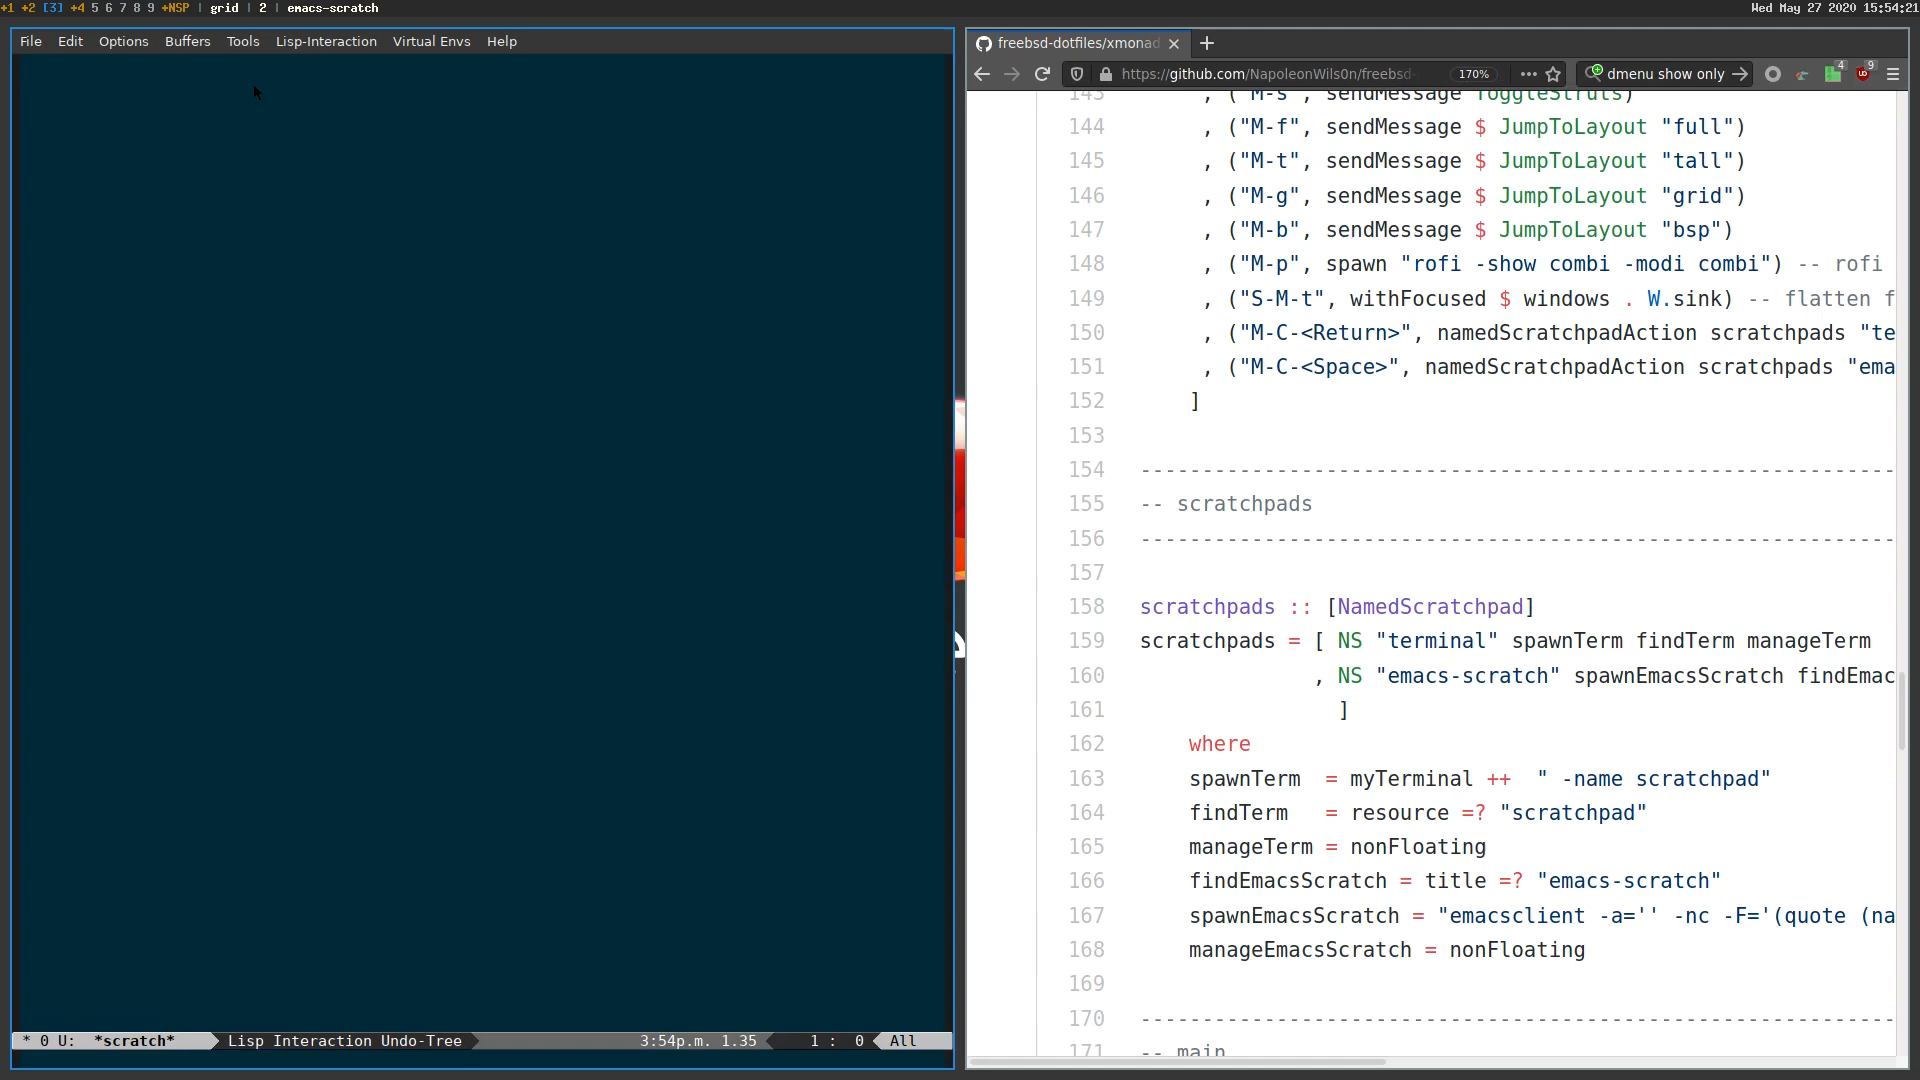 +1 +2 [3] +4 5 6 7 8 9 +NSP | grid | 2 | emacs-scratch
Wed May 27 2020 15:54:21
File Edit Options Buffers Tools Lisp-Interaction Virtual Envs Help
* 0 U: *scratch* Lisp Interaction Undo-Tree 3:54p.m. 1.35 1 : 0 All
freebsd-dotfiles/xmonad
https://github.com/NapoleonWils0n/freebsd- 170% dmenu show only 4 9
143 , ("M-s", sendMessage ToggleStruts)
144 , ("M-f", sendMessage $ JumpToLayout "full")
145 , ("M-t", sendMessage $ JumpToLayout "tall")
146 , ("M-g", sendMessage $ JumpToLayout "grid")
147 , ("M-b", sendMessage $ JumpToLayout "bsp")
148 , ("M-p", spawn "rofi -show combi -modi combi") -- rofi
149 , ("S-M-t", withFocused $ windows . W.sink) -- flatten f
150 , ("M-C-<Return>", namedScratchpadAction scratchpads "te
151 , ("M-C-<Space>", namedScratchpadAction scratchpads "ema
152 ]
153
154 -------------------------------------------------------------
155 -- scratchpads
156 -------------------------------------------------------------
157
158 scratchpads :: [NamedScratchpad]
159 scratchpads = [ NS "terminal" spawnTerm findTerm manageTerm
160 , NS "emacs-scratch" spawnEmacsScratch findEmac
161 ]
162 where
163 spawnTerm = myTerminal ++ " -name scratchpad"
164 findTerm = resource =? "scratchpad"
165 manageTerm = nonFloating
166 findEmacsScratch = title =? "emacs-scratch"
167 spawnEmacsScratch = "emacsclient -a='' -nc -F='(quote (na
168 manageEmacsScratch = nonFloating
169
170 -------------------------------------------------------------
171 -- main